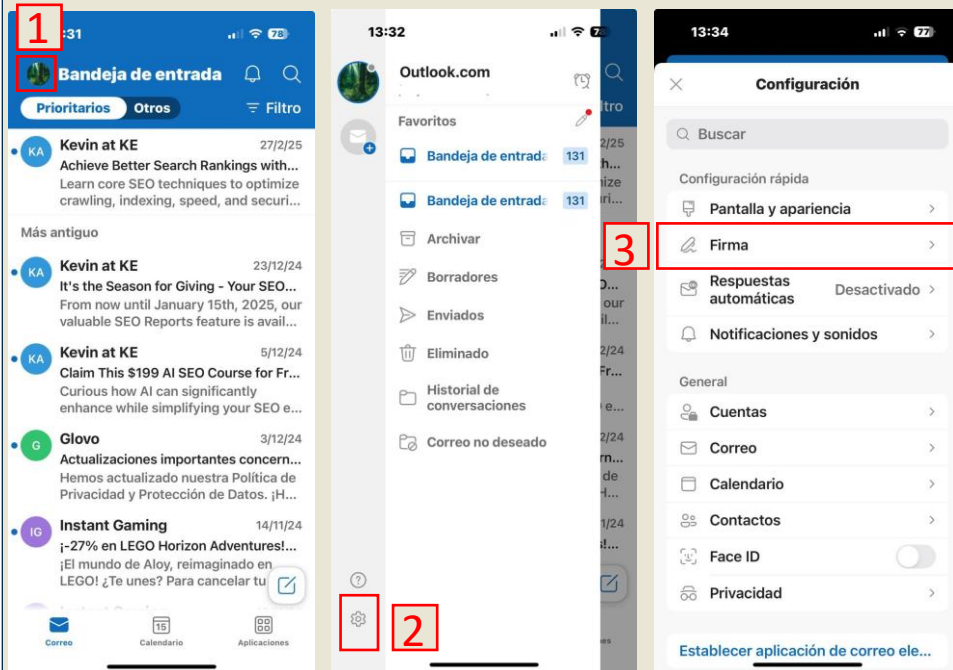 1
:31
78
Bandeja de entrada
Prioritarios
Otros
Filtro
KA
Kevin at KE
27/2/25
Achieve Better Search Rankings with...
Learn core SEO techniques to optimize
crawling, indexing, speed, and securi...
Más antiguo
KA
Kevin at KE
23/12/24
It's the Season for Giving - Your SEO...
From now until January 15th, 2025, our
valuable SEO Reports feature is avail...
KA
Kevin at KE
5/12/24
Claim This $199 AI SEO Course for Fr...
Curious how AI can significantly
enhance while simplifying your SEO e...
G
Glovo
3/12/24
Actualizaciones importantes concern...
Hemos actualizado nuestra Política de
Privacidad y Protección de Datos. ¡H...
IG
Instant Gaming
14/11/24
¡-27% en LEGO Horizon Adventures!...
¡El mundo de Aloy, reimaginado en
LEGO! ¿Te unes? Para cancelar tu
Correo
15
Calendario
Aplicaciones
13:32
Outlook.com
Favoritos
Bandeja de entrada
131
Bandeja de entrada
131
Archivar
Borradores
Enviados
Eliminado
Historial de
conversaciones
Correo no deseado
2
13:34
77
Configuración
Buscar
Configuración rápida
Pantalla y apariencia
3
Firma
Respuestas
automáticas
Desactivado
Notificaciones y sonidos
General
Cuentas
Correo
Calendario
Contactos
Face ID
Privacidad
Establecer aplicación de correo ele...